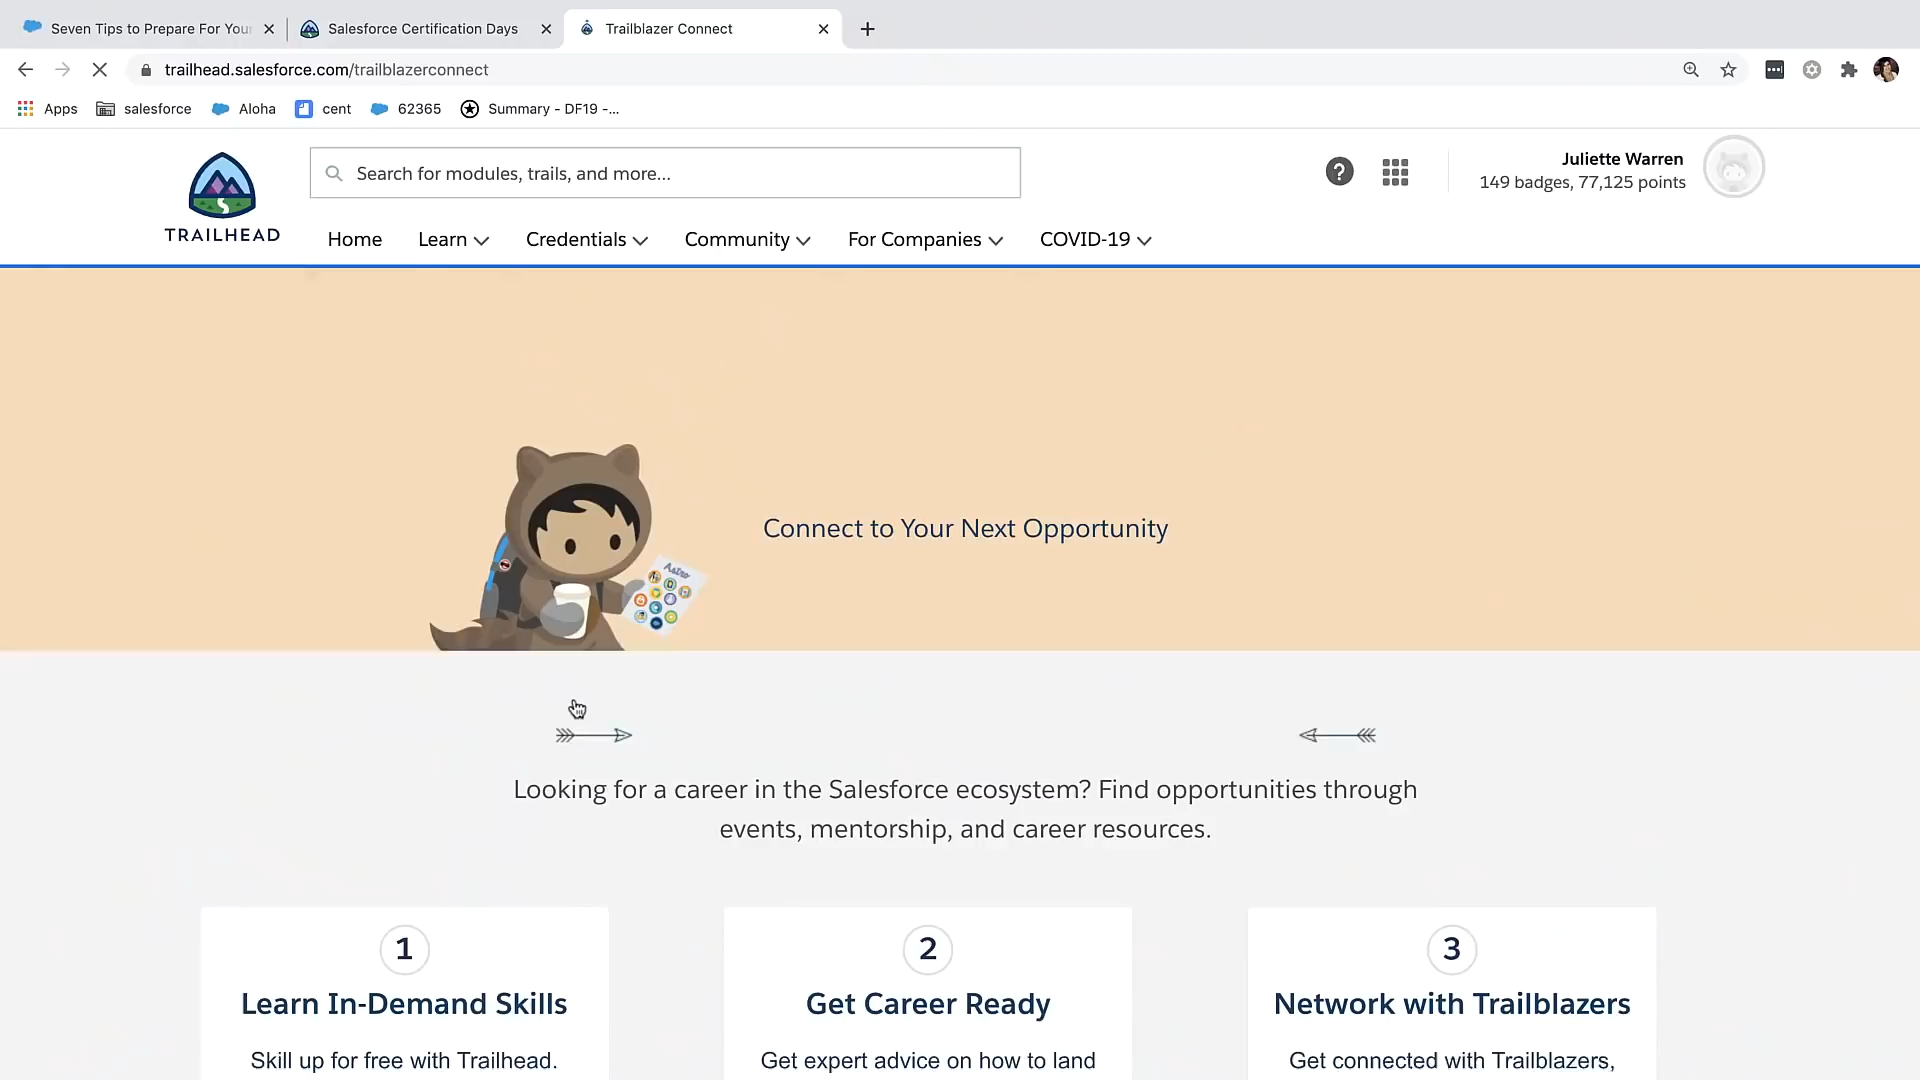 Seven Tips to Prepare For Your
Salesforce Certification Days
Trailblazer Connect
trailhead.salesforce.com/trailblazerconnect
Apps
salesforce
Aloha
cent
62365
Summary - DF19 -...
TRAILHEAD
Search for modules, trails, and more...
?
Juliette Warren
149 badges, 77,125 points
Home
Learn
Credentials
Community
For Companies
COVID-19
Astro
Connect to Your Next Opportunity
Looking for a career in the Salesforce ecosystem? Find opportunities through
events, mentorship, and career resources.
1
Learn In-Demand Skills
Skill up for free with Trailhead.
2
Get Career Ready
Get expert advice on how to land
3
Network with Trailblazers
Get connected with Trailblazers,